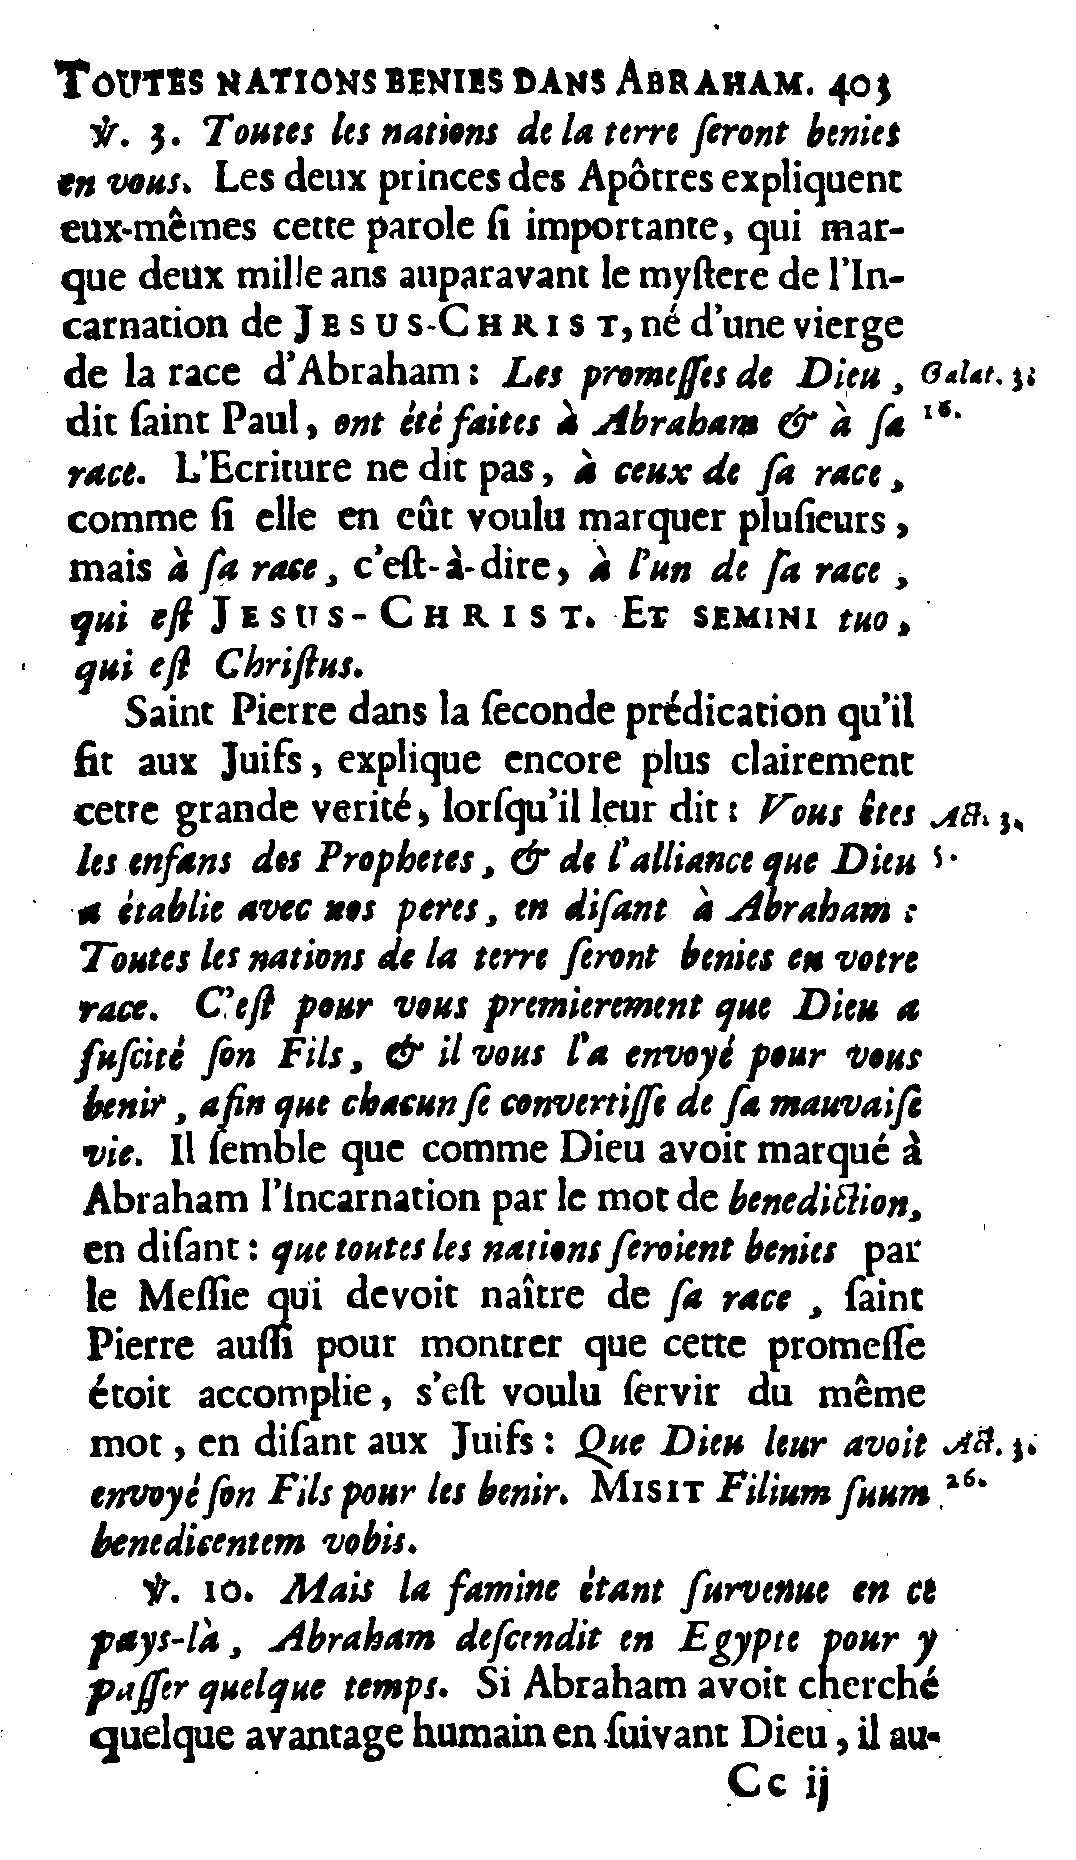 TOUTES NATIONS BENIES DANS ABRAHAM. 403
℣. 3. Toutes les nations de la terre ſeront benies
en vous. Les deux princes des Apôtres expliquent
eux-mêmes cette parole ſi importante, qui mar-
que deux mille ans auparavant le myſtere de l'In-
carnation de JESUS-CHRIST, né d'une vierge
de la race d'Abraham : Les promeſſes de Dieu, Galat. 3.
dit ſaint Paul, ont été faites à Abraham & à ſa 16.
race. L'Ecriture ne dit pas, à ceux de ſa race,
comme ſi elle en eût voulu marquer pluſieurs,
mais à ſa race, c'eſt-à-dire, à l'un de ſa race,
qui eſt JESUS-CHRIST. ET SEMINI tuo,
qui eſt Chriſtus.
Saint Pierre dans la ſeconde prédication qu'il
fit aux Juifs, explique encore plus clairement
cette grande verité, lorſqu'il leur dit : Vous êtes Act. 3.
les enfans des Prophetes, & de l'alliance que Dieu 5.
a établie avec nos peres, en diſant à Abraham :
Toutes les nations de la terre ſeront benies en votre
race. C'eſt pour vous premierement que Dieu a
ſuſcité ſon Fils, & il vous l'a envoyé pour vous
benir, afin que chacun ſe convertiſſe de ſa mauvaiſe
vie. Il ſemble que comme Dieu avoit marqué à
Abraham l'Incarnation par le mot de benediction,
en diſant : que toutes les nations ſeroient benies par
le Meſſie qui devoit naître de ſa race, ſaint
Pierre auſſi pour montrer que cette promeſſe
étoit accomplie, s'eſt voulu ſervir du même
mot, en diſant aux Juifs : Que Dieu leur avoit Act. 3.
envoyé ſon Fils pour les benir. MISIT Filium ſuum 26.
benedicentem vobis.
℣. 10. Mais la famine étant ſurvenue en ce
pays-là, Abraham deſcendit en Egypte pour y
paſſer quelque temps. Si Abraham avoit cherché
quelque avantage humain en ſuivant Dieu, il au-
Cc ij